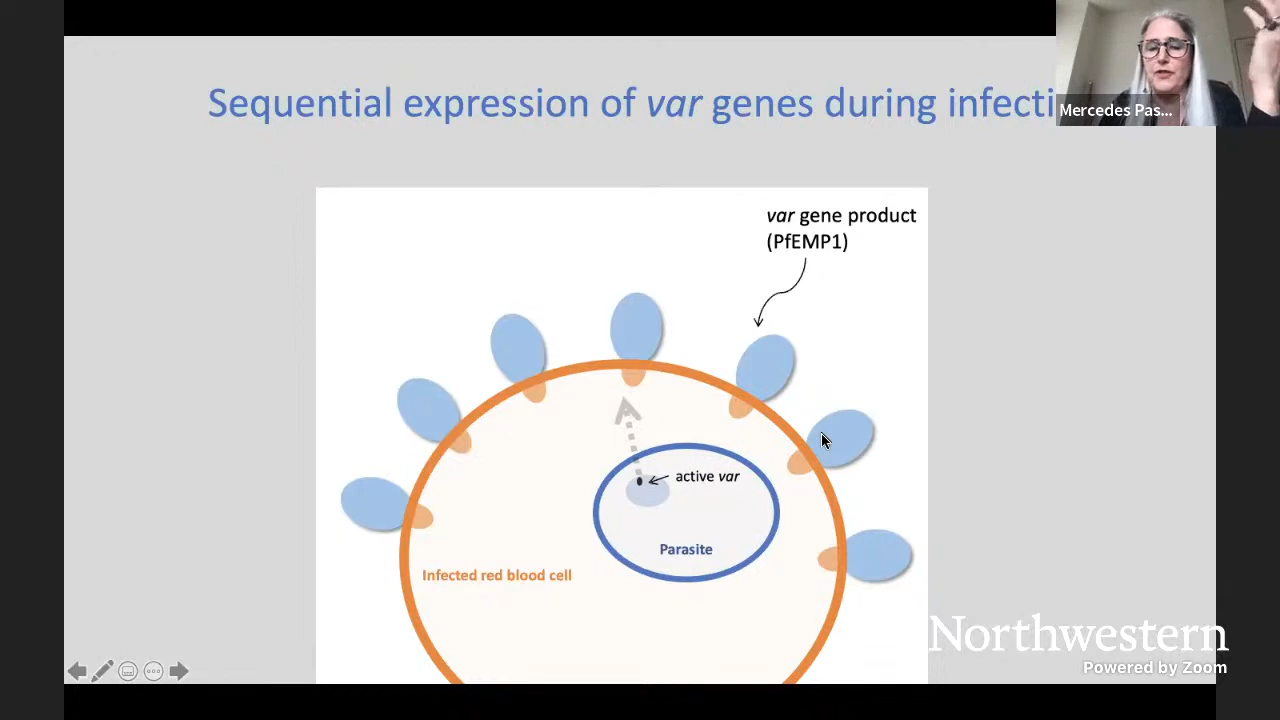 Sequential expression of var genes during infecti
Mercedes Pas...
var gene product
(PfEMP1)
active var
Parasite
Infected red blood cell
Northwestern
Powered by Zoom